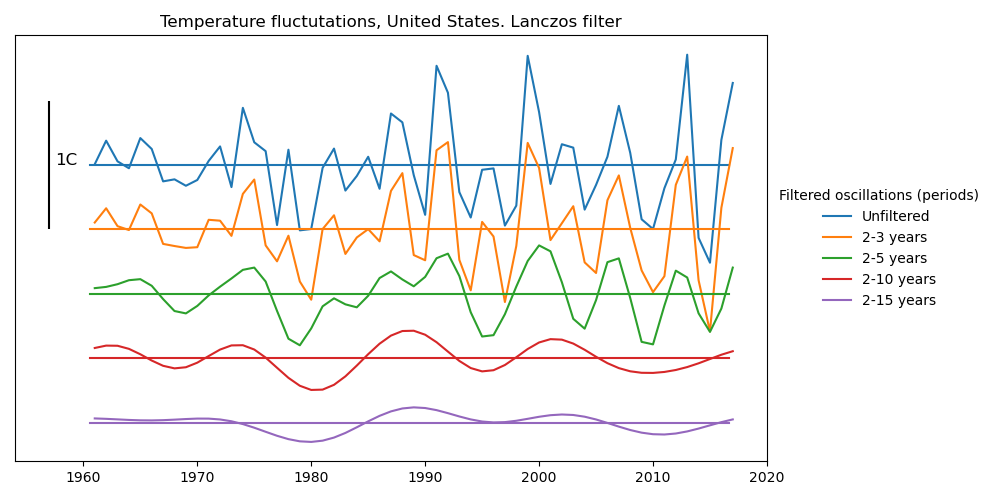 Temperature fluctutations, United States. Lanczos filter
1C
Filtered oscillations (periods)
Unfiltered
2-3 years
2-5 years
2-10 years
2-15 years
1960 1970 1980 1990 2000 2010 2020